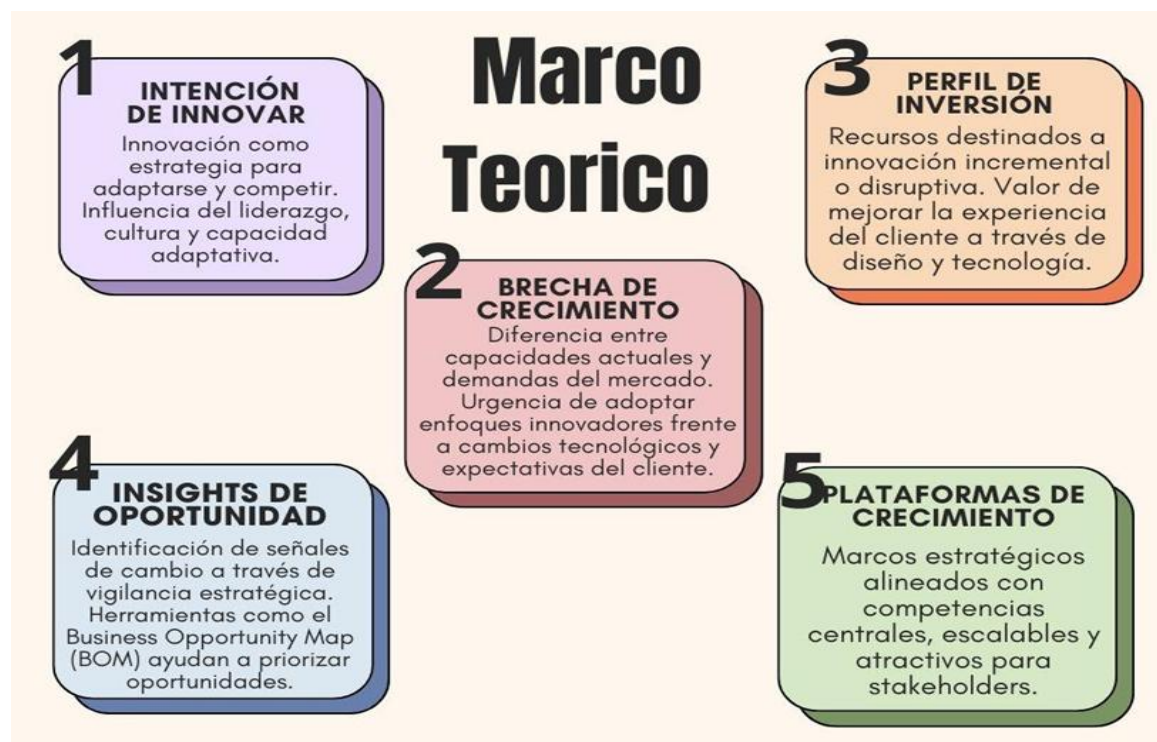 Marco
Teorico
1
INTENCIÓN
DE INNOVAR
Innovación como
estrategia para
adaptarse y competir.
Influencia del liderazgo,
cultura y capacidad
adaptativa.
2
BRECHA DE
CRECIMIENTO
Diferencia entre
capacidades actuales y
demandas del mercado.
Urgencia de adoptar
enfoques innovadores frente
a cambios tecnológicos y
expectativas del cliente.
3
PERFIL DE
INVERSIÓN
Recursos destinados a
innovación incremental
o disruptiva. Valor de
mejorar la experiencia
del cliente a través de
diseño y tecnología.
4
INSIGHTS DE
OPORTUNIDAD
Identificación de señales
de cambio a través de
vigilancia estratégica.
Herramientas como el
Business Opportunity Map
(BOM) ayudan a priorizar
oportunidades.
5
PLATAFORMAS DE
CRECIMIENTO
Marcos estratégicos
alineados con
competencias
centrales, escalables y
atractivos para
stakeholders.